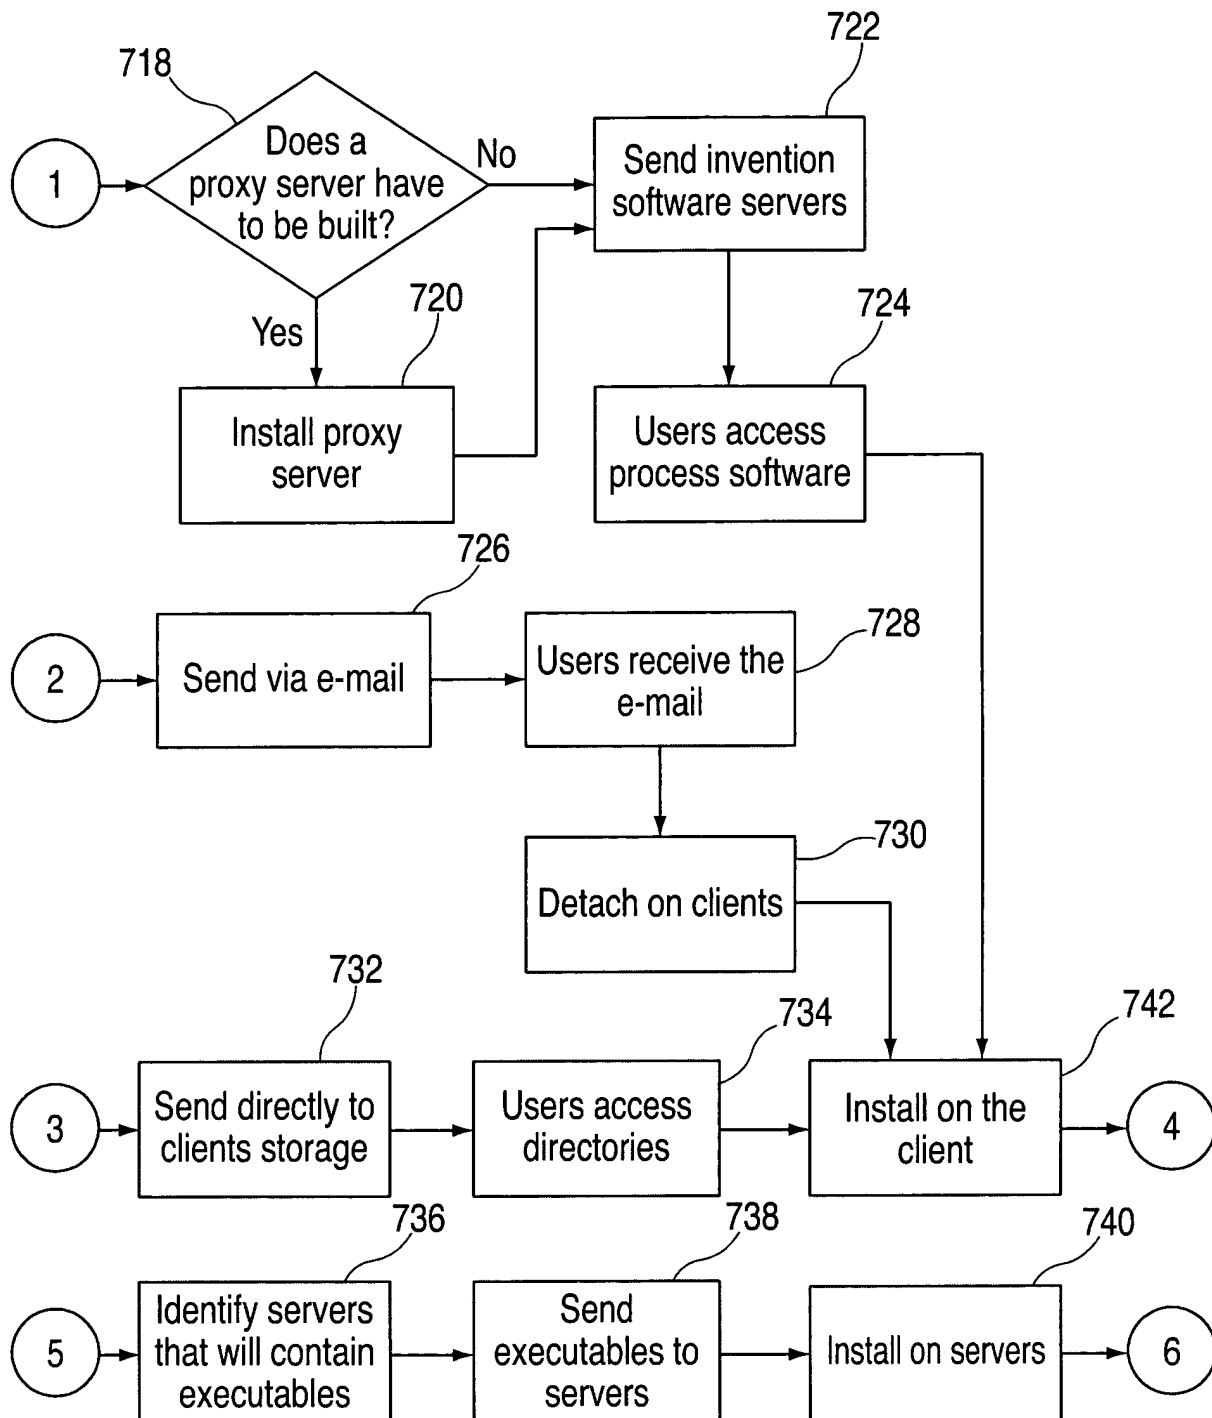 722
718
Does a
proxy server have
to be built?
No
1
Send invention
software servers
720
724
Yes
Install proxy
server
Users access
process software
726
728
2
Send via e-mail
Users receive the
e-mail
730
Detach on clients
732
734
742
3
Send directly to
clients storage
Users access
directories
Install on the
client
4
736
738
740
5
Identify servers
that will contain
executables
Send
executables to
servers
Install on servers
6